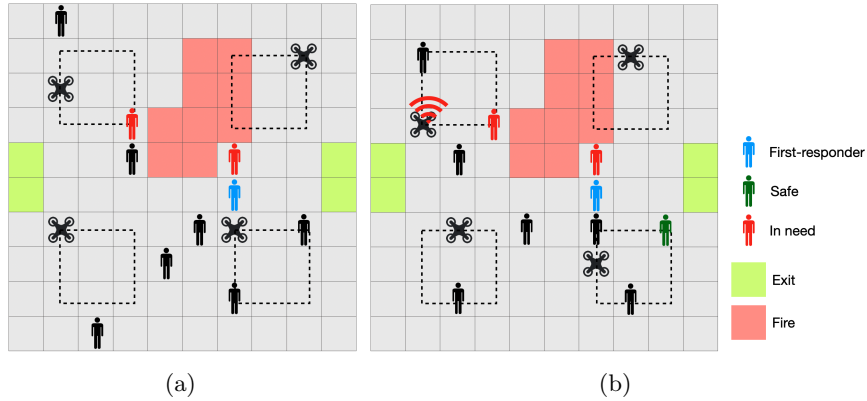 First-responder
Safe
In need
Exit
Fire
(a)
(b)